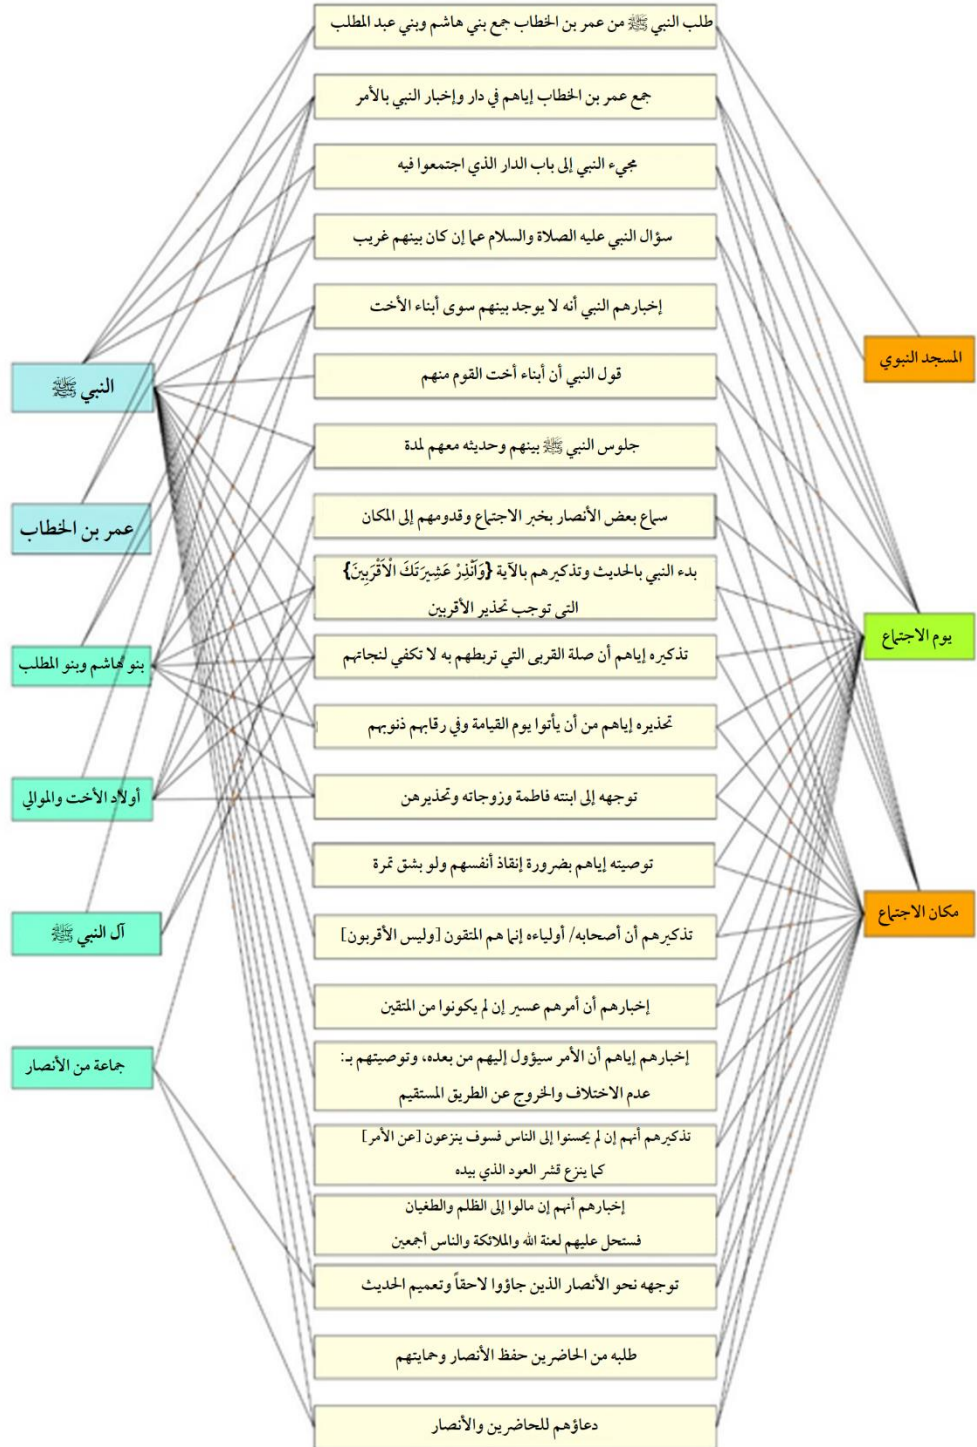 طلب النبي ﷺ من عمر بن الخطاب جمع بني هاشم وبني عبد المطلب
جمع عمر بن الخطاب إياهم في دار وإخبار النبي بالأمر
مجيء النبي إلى باب الدار الذي اجتمعوا فيه
سؤال النبي عليه الصلاة والسلام عما إن كان بينهم غريب
إخبارهم النبي أنه لا يوجد بينهم سوى أبناء الأخت
قول النبي أن أبناء أخت القوم منهم
جلوس النبي ﷺ بينهم وحديثه معهم لمدة
سماع بعض الأنصار بخبر الاجتماع وقدومهم إلى المكان
بدء النبي بالحديث وتذكيرهم بالآية {وَأَنْذِرْ عَشِيرَتَكَ الْأَقْرَبِينَ}
التي توجب تحذير الأقربين
تذكيره إياهم أن صلة القربى التي تربطهم به لا تكفي لنجاتهم
تحذيره إياهم من أن يأتوا يوم القيامة وفي رقابهم ذنوبهم
توجهه إلى ابنته فاطمة وزوجاته وتحذيرهن
توصيته إياهم بضرورة إنقاذ أنفسهم ولو بشق تمرة
تذكيرهم أن أصحابه/ أولياءه إنما هم المتقون [وليس الأقربون]
إخبارهم أن أمرهم عسير إن لم يكونوا من المتقين
إخبارهم إياهم أن الأمر سيؤول إليهم من بعده، وتوصيتهم بـ:
عدم الاختلاف والخروج عن الطريق المستقيم
تذكيرهم أنهم إن لم يحسنوا إلى الناس فسوف ينزعون [عن الأمر]
كما ينزع قشر العود الذي بيده
إخبارهم أنهم إن مالوا إلى الظلم والطغيان
فستحل عليهم لعنة الله والملائكة والناس أجمعين
توجهه نحو الأنصار الذين جاؤوا لاحقاً وتعميم الحديث
طلبه من الحاضرين حفظ الأنصار وحمايتهم
دعاؤهم للحاضرين والأنصار
المسجد النبوي
يوم الاجتماع
مكان الاجتماع
النبي ﷺ
عمر بن الخطاب
بنو هاشم وبنو المطلب
أولاد الأخت والموالي
آل النبي ﷺ
جماعة من الأنصار